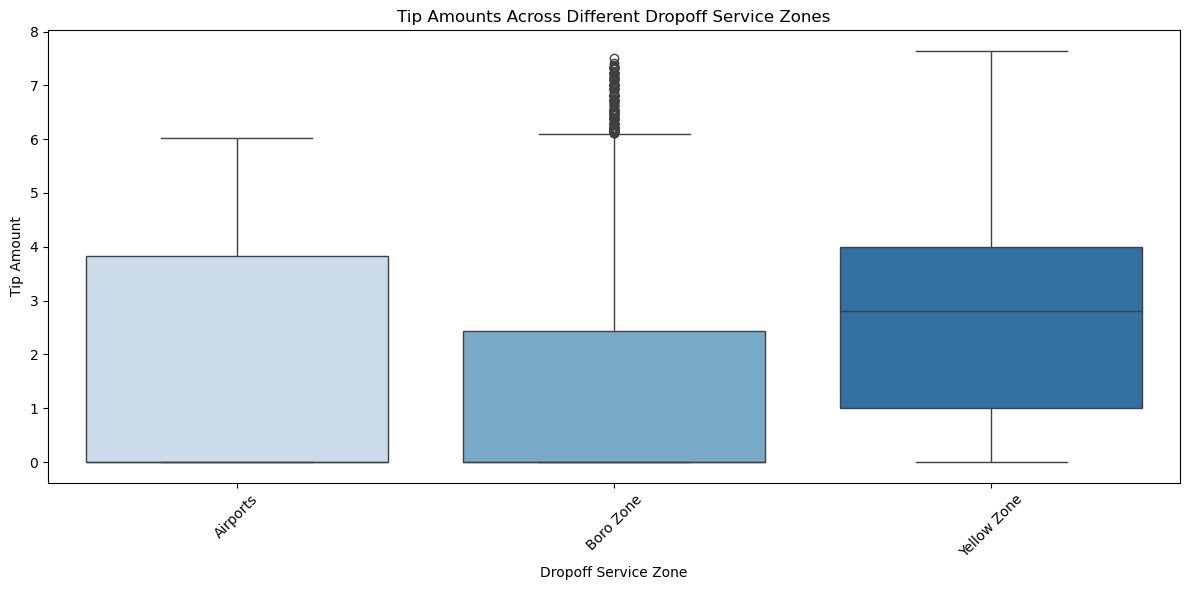 Tip Amounts Across Different Dropoff Service Zones
Tip Amount
8
7
6
5
4
3
2
1
0
Airports
Boro Zone
Yellow Zone
Dropoff Service Zone